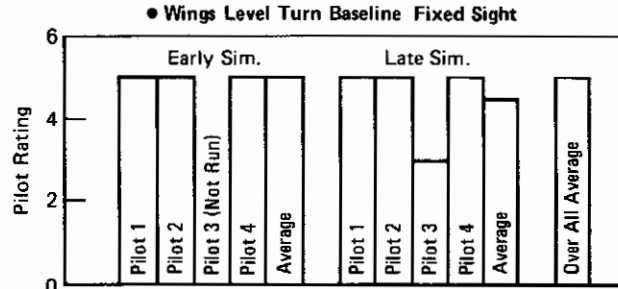 ● Wings Level Turn Baseline Fixed Sight
Early Sim.
Late Sim.
Pilot Rating
6
4
2
0
Pilot 1
Pilot 2
Pilot 3 (Not Run)
Pilot 4
Average
Pilot 1
Pilot 2
Pilot 3
Pilot 4
Average
Over All Average